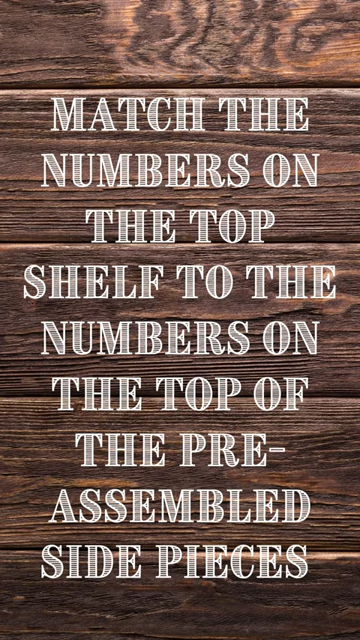 MATCH THE
NUMBERS ON
THE TOP
SHELF TO THE
NUMBERS ON
THE TOP OF
THE PRE-
ASSEMBLED
SIDE PIECES